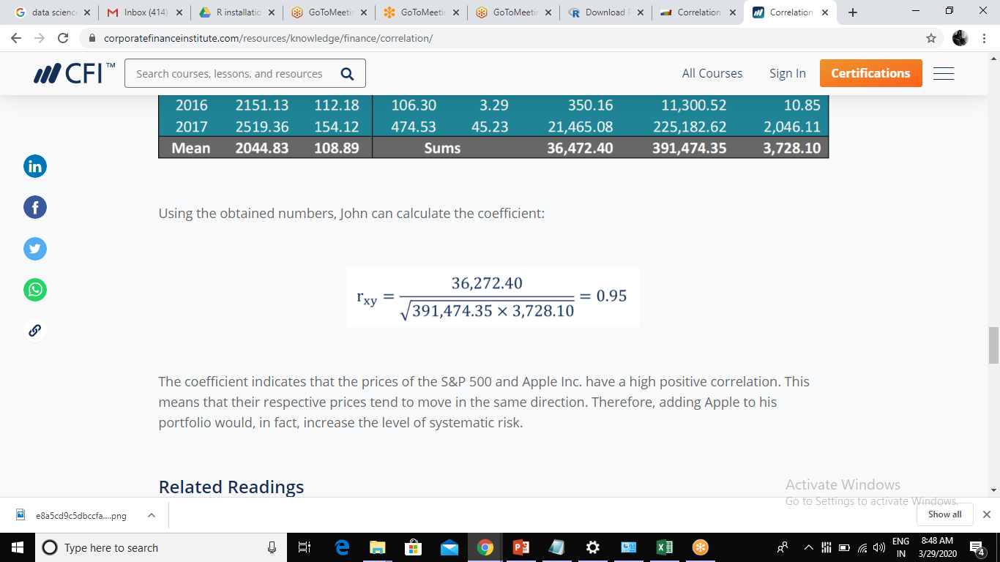 data scienc
Inbox (414)
R installatio
GoToMeetin
GoToMeetin
GoToMeetin
Download
Correlation
Correlation
corporatefinanceinstitute.com/resources/knowledge/finance/correlation/
CFI™
Search courses, lessons, and resources
All Courses
Sign In
Certifications
2016 2151.13 112.18 106.30 3.29 350.16 11,300.52 10.85
2017 2519.36 154.12 474.53 45.23 21,465.08 225,182.62 2,046.11
Mean 2044.83 108.89 Sums 36,472.40 391,474.35 3,728.10
in
f
Using the obtained numbers, John can calculate the coefficient:
36,272.40
rxy = = 0.95
√391,474.35 × 3,728.10
The coefficient indicates that the prices of the S&P 500 and Apple Inc. have a high positive correlation. This
means that their respective prices tend to move in the same direction. Therefore, adding Apple to his
portfolio would, in fact, increase the level of systematic risk.
Related Readings
Activate Windows
Go to Settings to activate Windows.
e8a5cd9c5dbccfa....png
Show all
Type here to search
ENG
IN
8:48 AM
3/29/2020
4